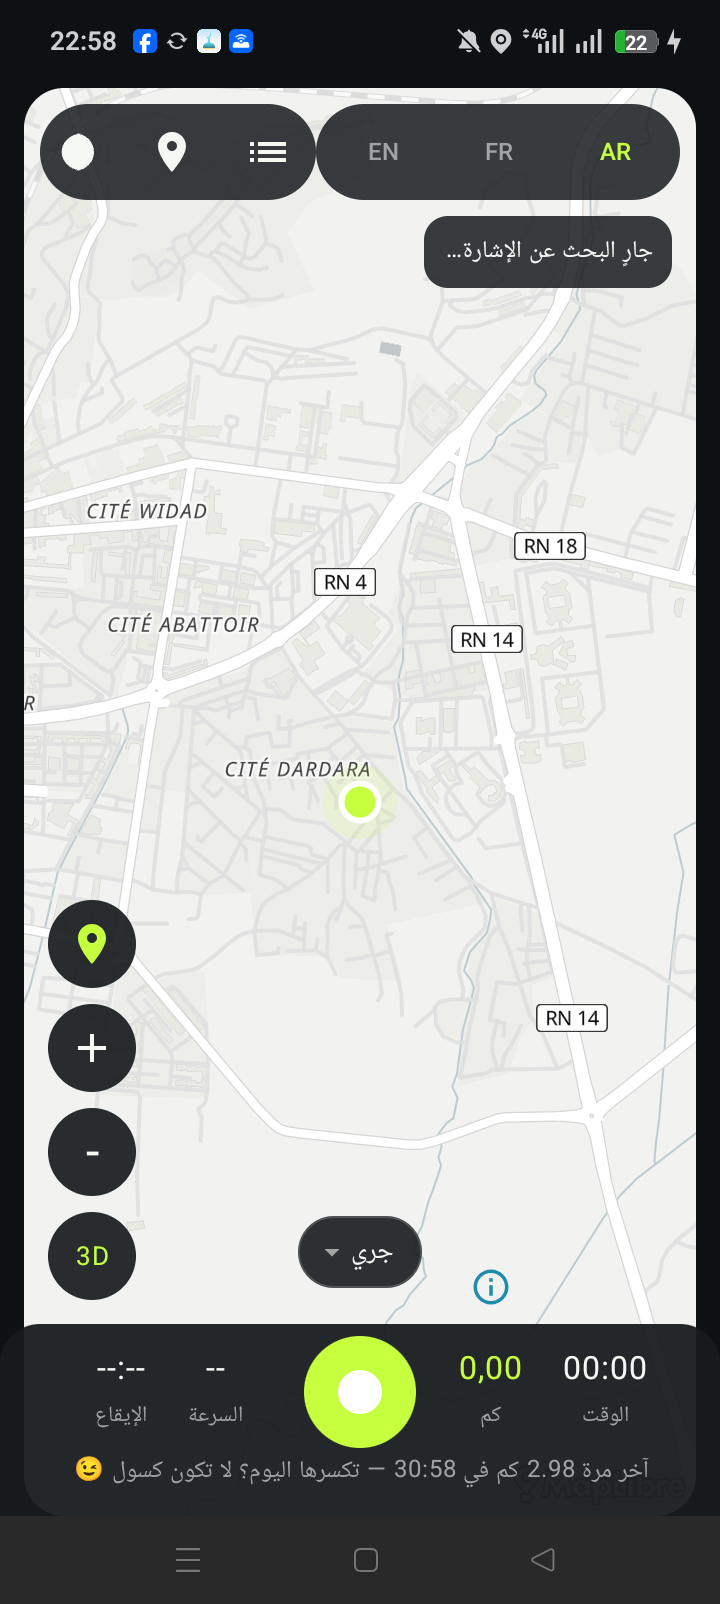 22:58
4G
22
EN FR AR
جارٍ البحث عن الإشارة...
CITÉ WIDAD
RN 18
RN 4
CITÉ ABATTOIR
RN 14
R
CITÉ DARDARA
+
RN 14
-
3D
جري
00:00
0,00
--
--:--
الوقت
كم
السرعة
الإيقاع
آخر مرة 2.98 كم في 30:58 — تكسرها اليوم؟ لا تكون كسول 😉
MapLibre